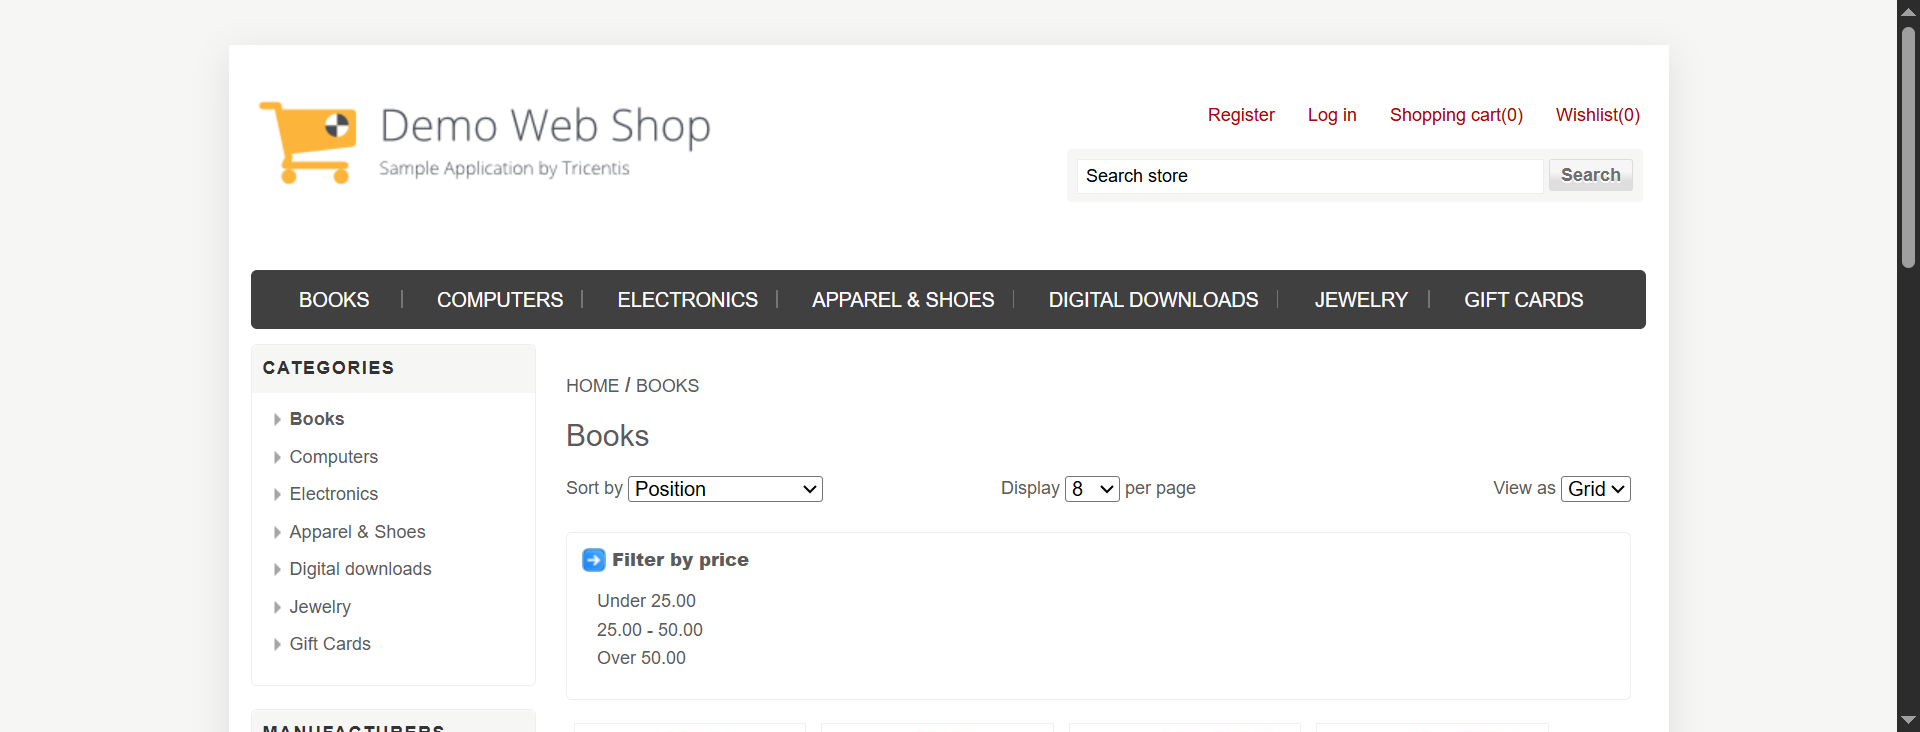 Demo Web Shop
Sample Application by Tricentis
Register Log in Shopping cart(0) Wishlist(0)
Search store Search
BOOKS COMPUTERS ELECTRONICS APPAREL & SHOES DIGITAL DOWNLOADS JEWELRY GIFT CARDS
CATEGORIES
Books
Computers
Electronics
Apparel & Shoes
Digital downloads
Jewelry
Gift Cards
MANUFACTURERS
HOME / BOOKS
Books
Sort by Position Display 8 per page View as Grid
Filter by price
Under 25.00
25.00 - 50.00
Over 50.00